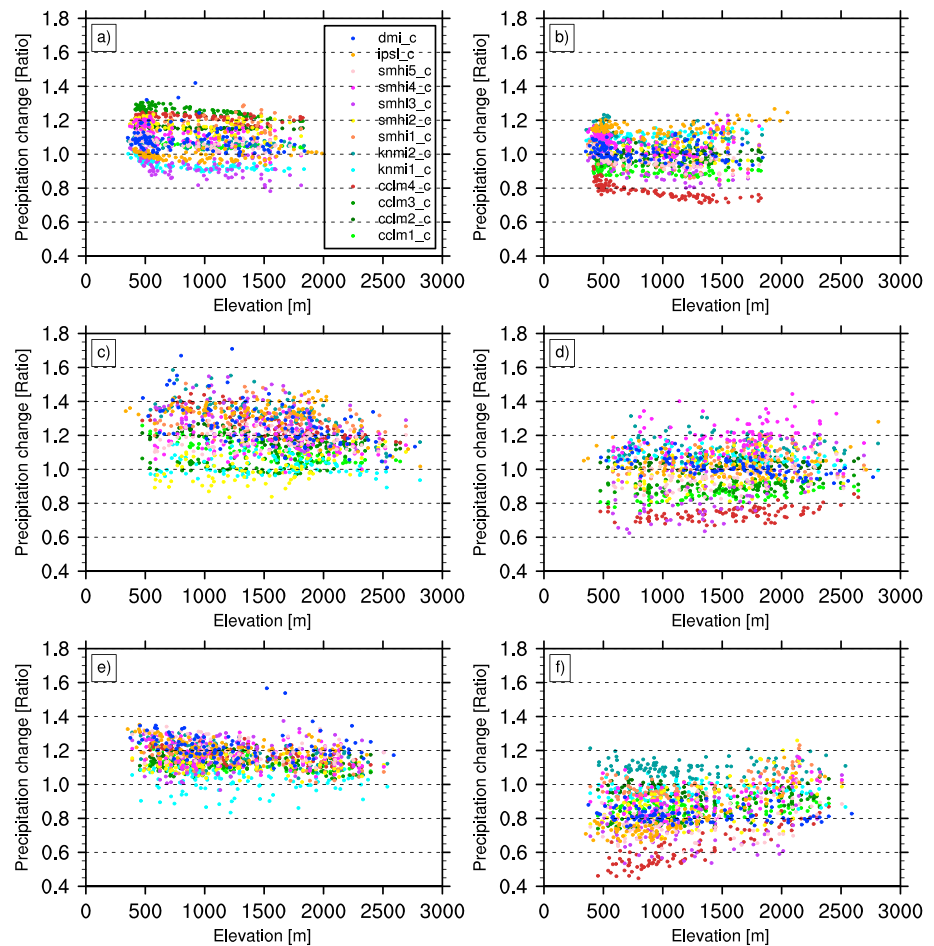 a)
dmi_c
ipsl_c
smhi5_c
smhi4_c
smhi3_c
smhi2_c
smhi1_c
knmi2_c
knmi1_c
cclm4_c
cclm3_c
cclm2_c
cclm1_c
Precipitation change [Ratio]
1.8
1.6
1.4
1.2
1.0
0.8
0.6
0.4
0 500 1000 1500 2000 2500 3000
Elevation [m]
b)
Precipitation change [Ratio]
1.8
1.6
1.4
1.2
1.0
0.8
0.6
0.4
0 500 1000 1500 2000 2500 3000
Elevation [m]
c)
Precipitation change [Ratio]
1.8
1.6
1.4
1.2
1.0
0.8
0.6
0.4
0 500 1000 1500 2000 2500 3000
Elevation [m]
d)
Precipitation change [Ratio]
1.8
1.6
1.4
1.2
1.0
0.8
0.6
0.4
0 500 1000 1500 2000 2500 3000
Elevation [m]
e)
Precipitation change [Ratio]
1.8
1.6
1.4
1.2
1.0
0.8
0.6
0.4
0 500 1000 1500 2000 2500 3000
Elevation [m]
f)
Precipitation change [Ratio]
1.8
1.6
1.4
1.2
1.0
0.8
0.6
0.4
0 500 1000 1500 2000 2500 3000
Elevation [m]